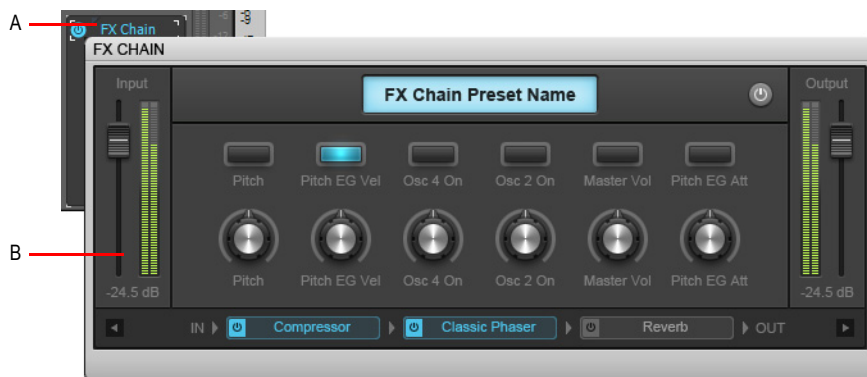 A
FX Chain
-6
-9
FX CHAIN
Input
FX Chain Preset Name
Output
Pitch Pitch EG Vel Osc 4 On Osc 2 On Master Vol Pitch EG Att
Pitch Pitch EG Vel Osc 4 On Osc 2 On Master Vol Pitch EG Att
B
-24.5 dB
-24.5 dB
IN Compressor Classic Phaser Reverb OUT